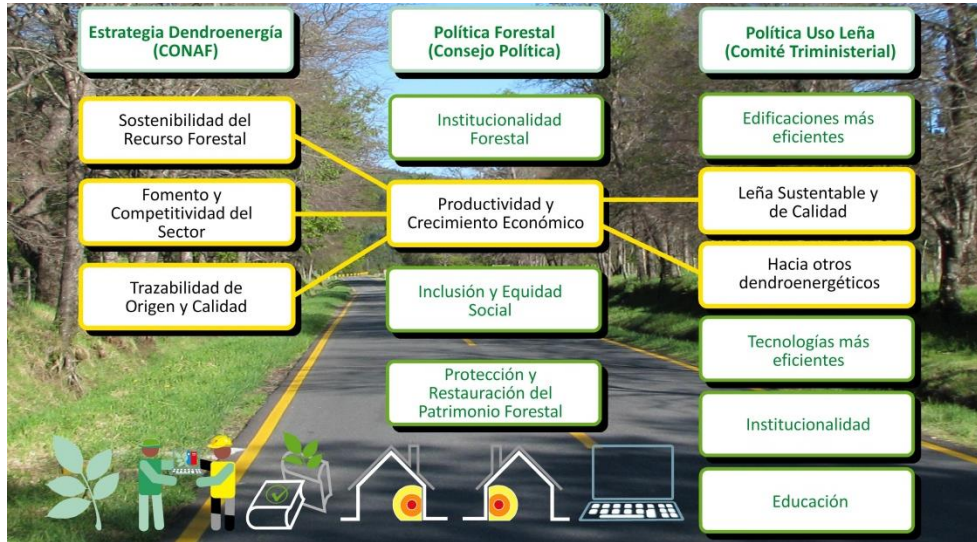 Estrategia Dendroenergía
(CONAF)
Sostenibilidad del
Recurso Forestal
Fomento y
Competitividad del
Sector
Trazabilidad de
Origen y Calidad
Política Forestal
(Consejo Política)
Institucionalidad
Forestal
Productividad y
Crecimiento Económico
Inclusión y Equidad
Social
Protección y
Restauración del
Patrimonio Forestal
Política Uso Leña
(Comité Triministerial)
Edificaciones más
eficientes
Leña Sustentable y
de Calidad
Hacia otros
dendroenergéticos
Tecnologías más
eficientes
Institucionalidad
Educación